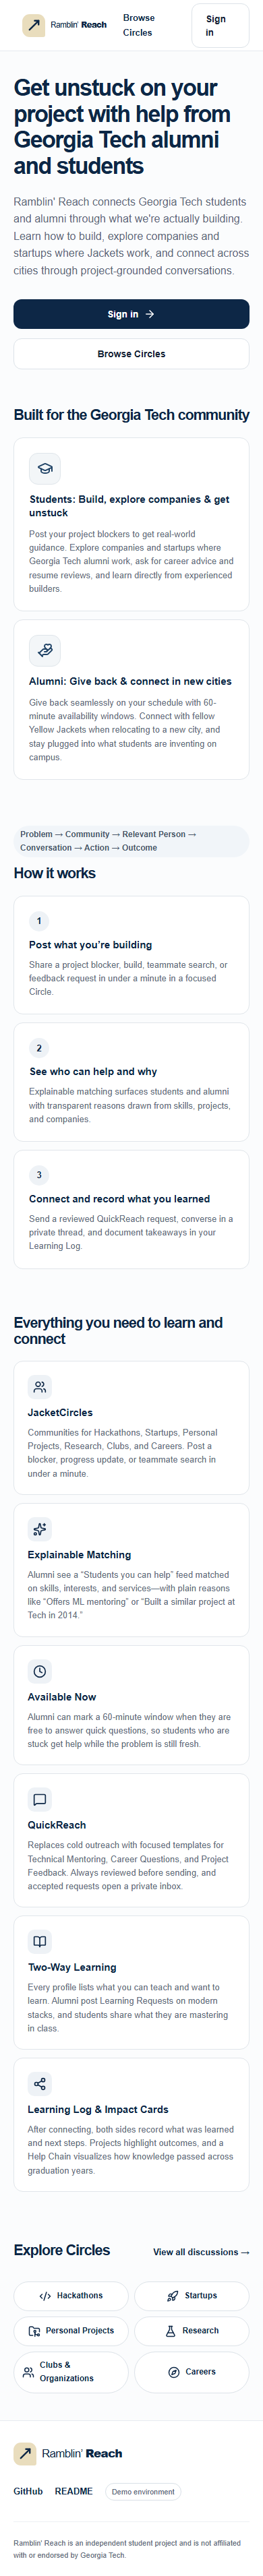 Ramblin' Reach
Browse
Circles
Sign
in
Get unstuck on your
project with help from
Georgia Tech alumni
and students
Ramblin' Reach connects Georgia Tech students
and alumni through what we're actually building.
Learn how to build, explore companies and
startups where Jackets work, and connect across
cities through project-grounded conversations.
Sign in →
Browse Circles
Built for the Georgia Tech community
Students: Build, explore companies & get
unstuck
Post your project blockers to get real-world
guidance. Explore companies and startups where
Georgia Tech alumni work, ask for career advice and
resume reviews, and learn directly from experienced
builders.
Alumni: Give back & connect in new cities
Give back seamlessly on your schedule with 60-
minute availability windows. Connect with fellow
Yellow Jackets when relocating to a new city, and
stay plugged into what students are inventing on
campus.
Problem → Community → Relevant Person →
Conversation → Action → Outcome
How it works
1
Post what you’re building
Share a project blocker, build, teammate search, or
feedback request in under a minute in a focused
Circle.
2
See who can help and why
Explainable matching surfaces students and alumni
with transparent reasons drawn from skills, projects,
and companies.
3
Connect and record what you learned
Send a reviewed QuickReach request, converse in a
private thread, and document takeaways in your
Learning Log.
Everything you need to learn and
connect
JacketCircles
Communities for Hackathons, Startups, Personal
Projects, Research, Clubs, and Careers. Post a
blocker, progress update, or teammate search in
under a minute.
Explainable Matching
Alumni see a “Students you can help” feed matched
on skills, interests, and services—with plain reasons
like “Offers ML mentoring” or “Built a similar project at
Tech in 2014.”
Available Now
Alumni can mark a 60-minute window when they are
free to answer quick questions, so students who are
stuck get help while the problem is still fresh.
QuickReach
Replaces cold outreach with focused templates for
Technical Mentoring, Career Questions, and Project
Feedback. Always reviewed before sending, and
accepted requests open a private inbox.
Two-Way Learning
Every profile lists what you can teach and want to
learn. Alumni post Learning Requests on modern
stacks, and students share what they are mastering
in class.
Learning Log & Impact Cards
After connecting, both sides record what was learned
and next steps. Projects highlight outcomes, and a
Help Chain visualizes how knowledge passed across
graduation years.
Explore Circles
View all discussions →
Hackathons
Startups
Personal Projects
Research
Clubs &
Organizations
Careers
Ramblin' Reach
GitHub README Demo environment
Ramblin' Reach is an independent student project and is not affiliated
with or endorsed by Georgia Tech.